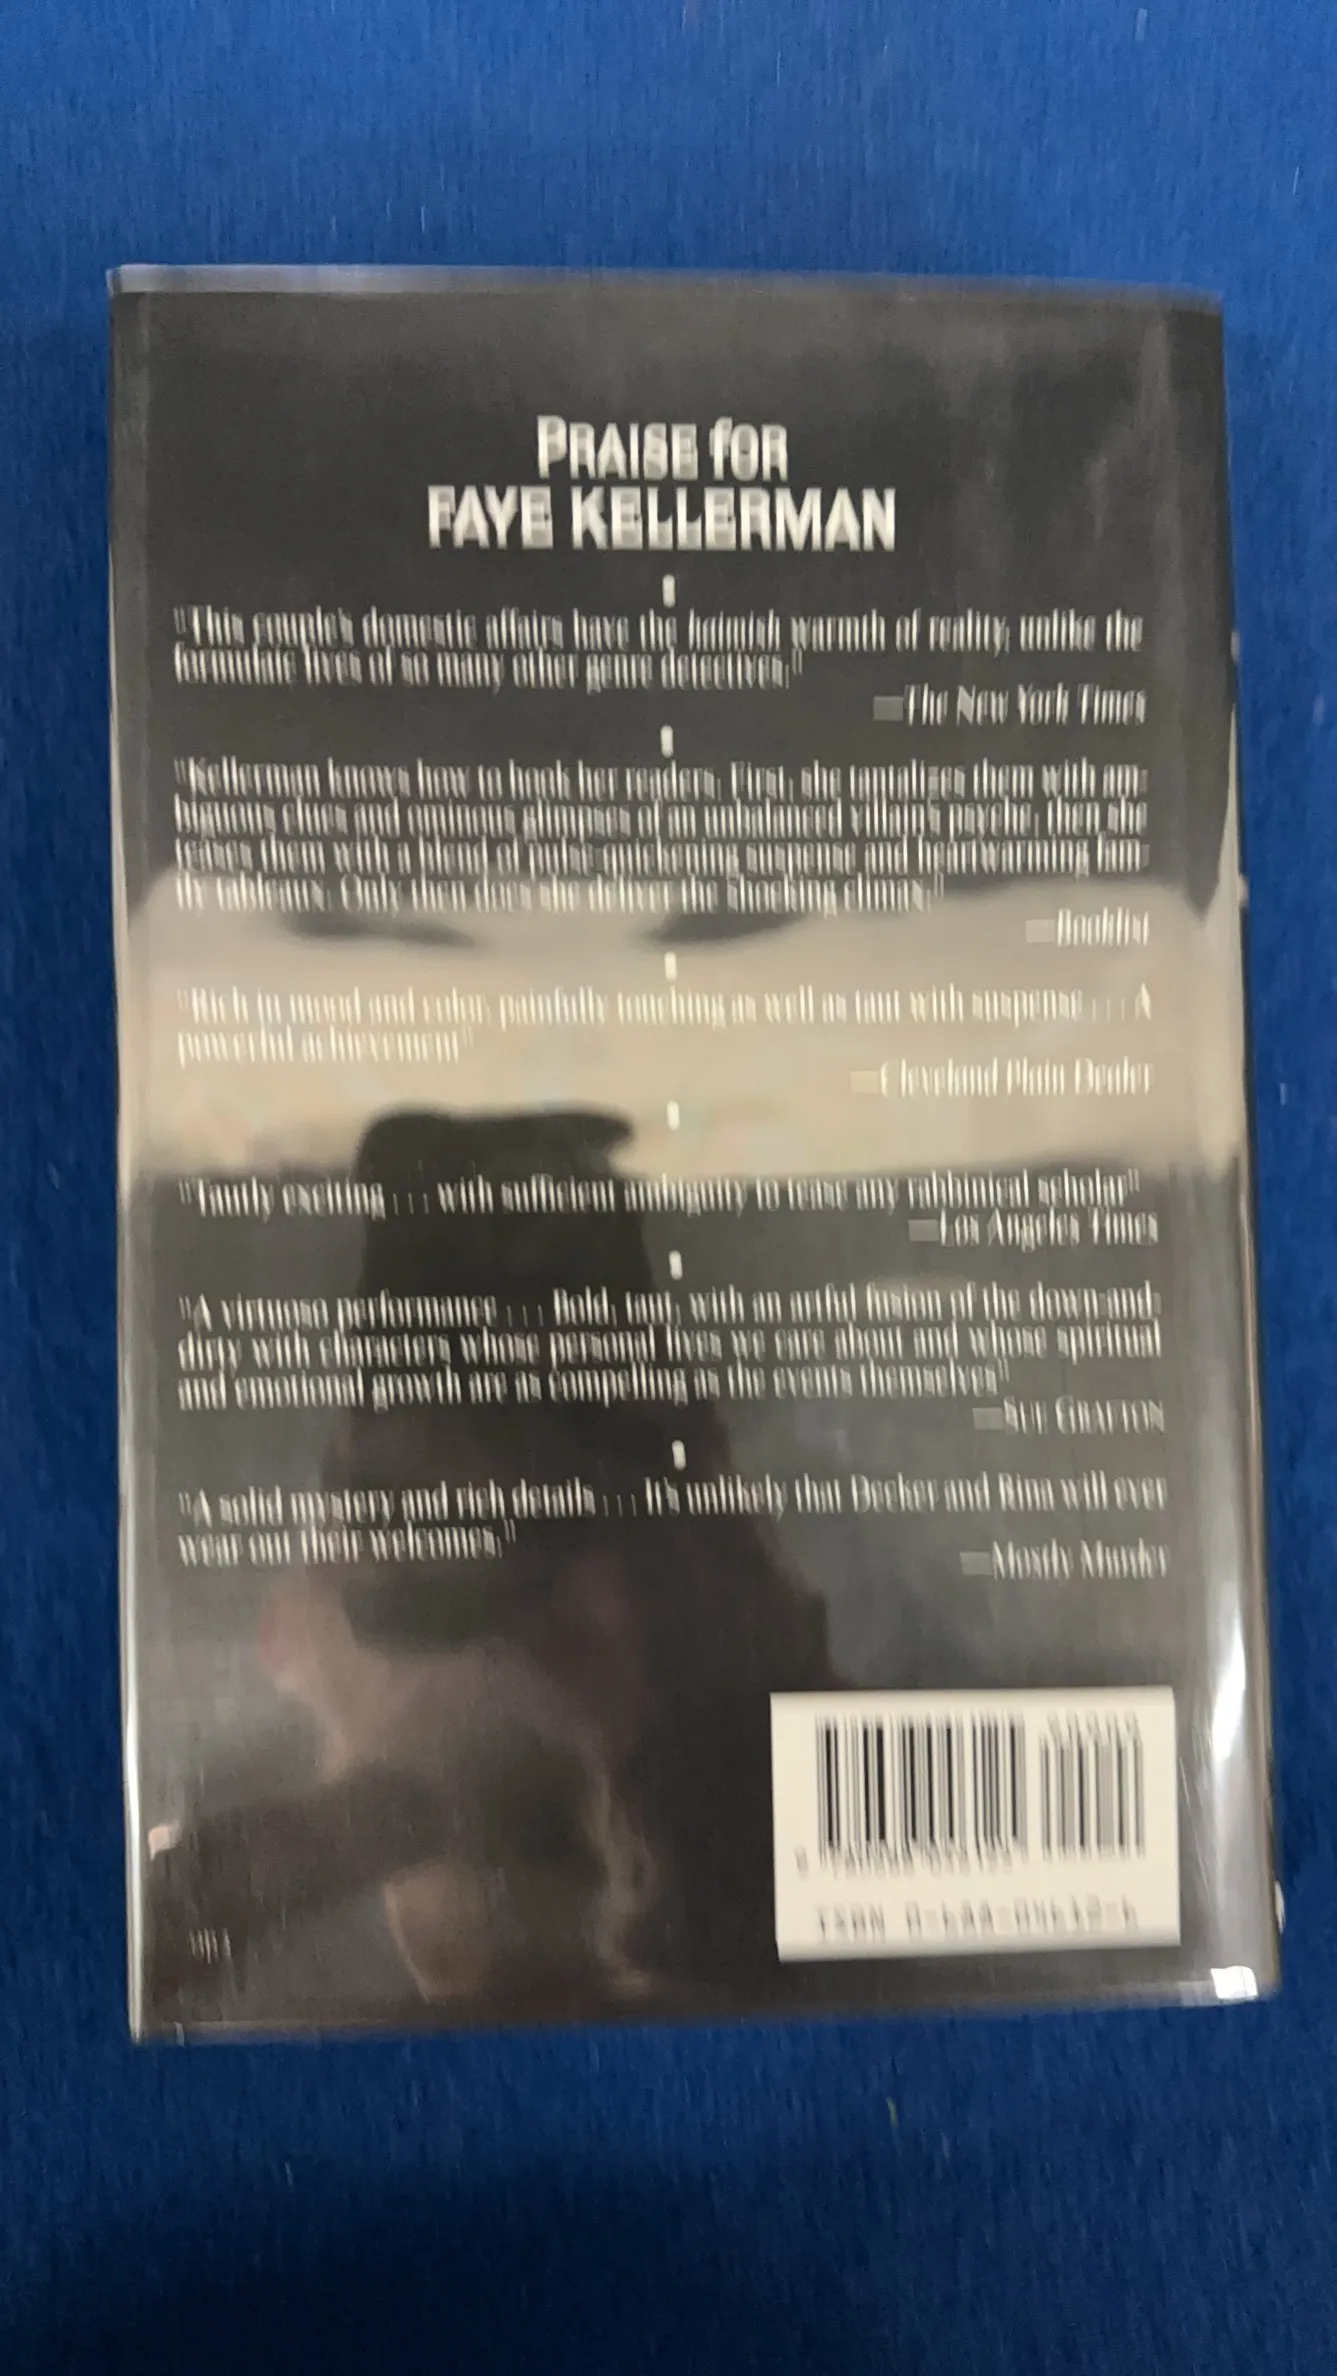 PRAISE FOR
FAYE KELLERMAN
"This couple's domestic affairs have the haimish warmth of reality, unlike the
formulaic lives of so many other genre detectives."
—The New York Times
"Kellerman knows how to hook her readers. First, she tantalizes them with am-
biguous clues and ominous glimpses of an unbalanced villain's psyche, then she
teases them with a blend of pulse-quickening suspense and heartwarming fam-
ily tableaux. Only then does she deliver the shocking climax."
—Booklist
"Rich in mood and color, painfully touching as well as taut with suspense . . . A
powerful achievement"
—Cleveland Plain Dealer
"Tautly exciting . . . with sufficient ambiguity to tease any rabbinical scholar"
—Los Angeles Times
"A virtuoso performance . . . Bold, taut, with an artful fusion of the down-and-
dirty with characters whose personal lives we care about and whose spiritual
and emotional growth are as compelling as the events themselves"
—SUE GRAFTON
"A solid mystery and rich details . . . It's unlikely that Decker and Rina will ever
wear out their welcomes."
—Mostly Murder
ISBN